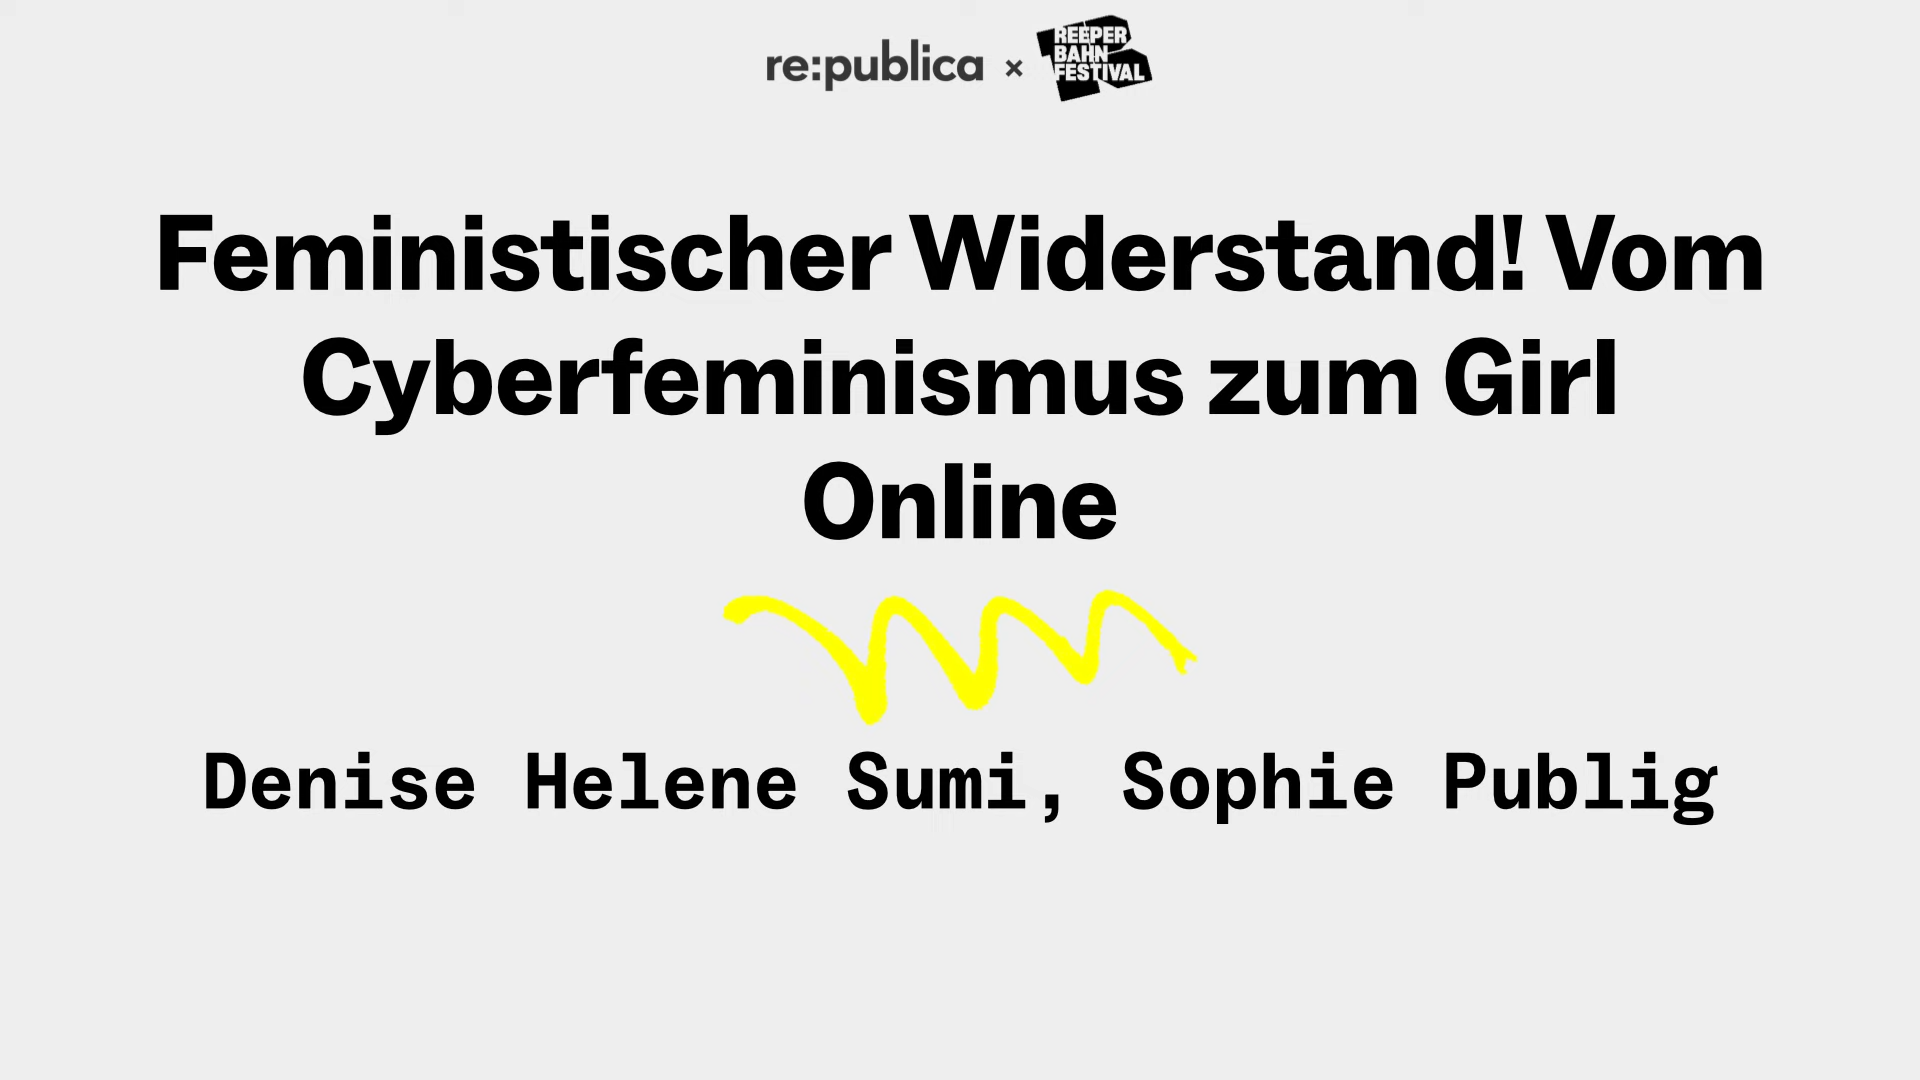 re:publica × REEPER BAHN FESTIVAL
Feministischer Widerstand! Vom
Cyberfeminismus zum Girl
Online
Denise Helene Sumi, Sophie Publig